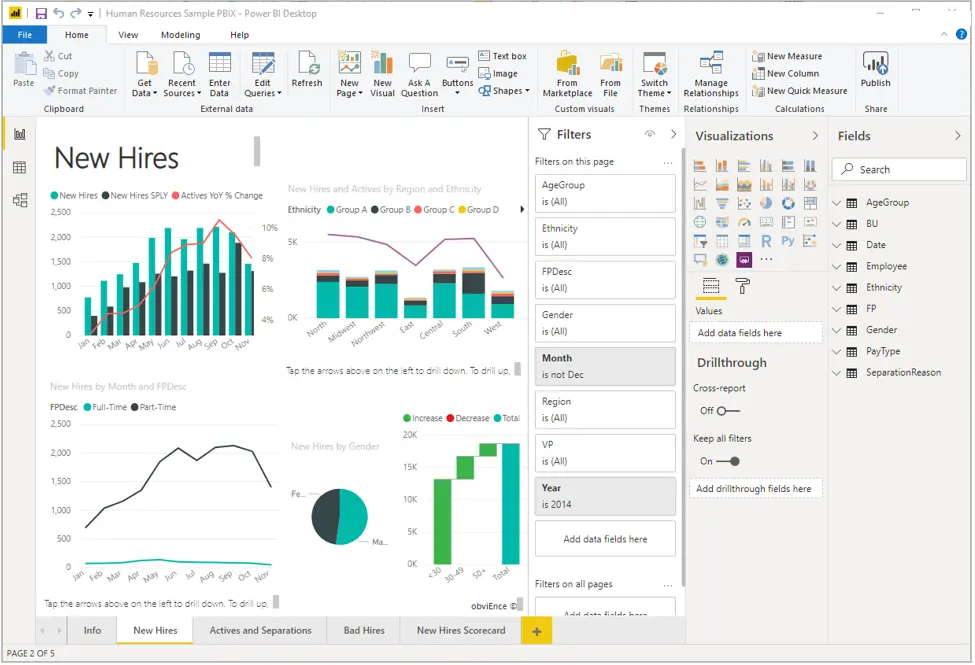 Human Resources Sample PBIX - Power BI Desktop
File Home View Modeling Help
Paste
Cut
Copy
Format Painter
Clipboard
Get Data
Recent Sources
Enter Data
Edit Queries
Refresh
External data
New Page
New Visual
Ask A Question
Buttons
Text box
Image
Shapes
Insert
From Marketplace
From File
Custom visuals
Switch Theme
Themes
Manage Relationships
Relationships
New Measure
New Column
New Quick Measure
Calculations
Publish
Share
New Hires
New Hires New Hires SPLY Actives YoY % Change
2,500
2,000
1,500
1,000
500
0
10%
8%
6%
4%
Jan Feb Mar Apr May Jun Jul Aug Sep Oct Nov
New Hires and Actives by Region and Ethnicity
Ethnicity Group A Group B Group C Group D
5K
0K
North Midwest Northwest East Central South West
Tap the arrows above on the left to drill down. To drill up,
New Hires by Month and FPDesc
FPDesc Full-Time Part-Time
2,500
2,000
1,500
1,000
500
0
Jan Feb Mar Apr May Jun Jul Aug Sep Oct Nov
Tap the arrows above on the left to drill down. To drill up,
New Hires by Gender
Fe...
Ma...
Increase Decrease Total
20K
15K
10K
5K
0K
<30 30-49 50+ Total
obviEnce ©
Filters
Filters on this page ...
AgeGroup
is (All)
Ethnicity
is (All)
FPDesc
is (All)
Gender
is (All)
Month
is not Dec
Region
is (All)
VP
is (All)
Year
is 2014
Add data fields here
Filters on all pages ...
Add data fields here
Visualizations
R Py
...
Values
Add data fields here
Drillthrough
Cross-report
Off
Keep all filters
On
Add drillthrough fields here
Fields
Search
AgeGroup
BU
Date
Employee
Ethnicity
FP
Gender
PayType
SeparationReason
Info New Hires Actives and Separations Bad Hires New Hires Scorecard +
PAGE 2 OF 5